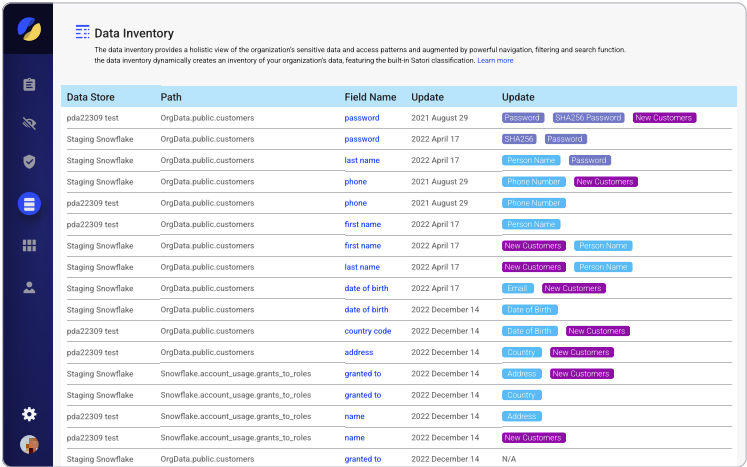 Data Inventory
The data inventory provides a holistic view of the organization's sensitive data and access patterns and augmented by powerful navigation, filtering and search function.
the data inventory dynamically creates an inventory of your organization's data, featuring the built-in Satori classification. Learn more
Data Store Path Field Name Update Update
pda22309 test OrgData.public.customers password 2021 August 29 Password SHA256 Password New Customers
Staging Snowflake OrgData.public.customers password 2022 April 17 SHA256 Password
Staging Snowflake OrgData.public.customers last name 2022 April 17 Person Name Password
Staging Snowflake OrgData.public.customers phone 2021 August 29 Phone Number New Customers
pda22309 test OrgData.public.customers phone 2021 August 29 Phone Number
pda22309 test OrgData.public.customers first name 2022 April 17 Person Name
Staging Snowflake OrgData.public.customers first name 2022 April 17 New Customers Person Name
Staging Snowflake OrgData.public.customers last name 2022 April 17 New Customers Person Name
Staging Snowflake OrgData.public.customers date of birth 2022 April 17 Email New Customers
Staging Snowflake OrgData.public.customers date of birth 2022 December 14 Date of Birth
pda22309 test OrgData.public.customers country code 2022 December 14 Date of Birth New Customers
pda22309 test OrgData.public.customers address 2022 December 14 Country New Customers
Staging Snowflake Snowflake.account_usage.grants_to_roles granted to 2022 December 14 Address New Customers
Staging Snowflake Snowflake.account_usage.grants_to_roles granted to 2022 December 14 Country
pda22309 test Snowflake.account_usage.grants_to_roles name 2022 December 14 Address
pda22309 test Snowflake.account_usage.grants_to_roles name 2022 December 14 New Customers
Staging Snowflake OrgData.public.customers granted to 2022 December 14 N/A